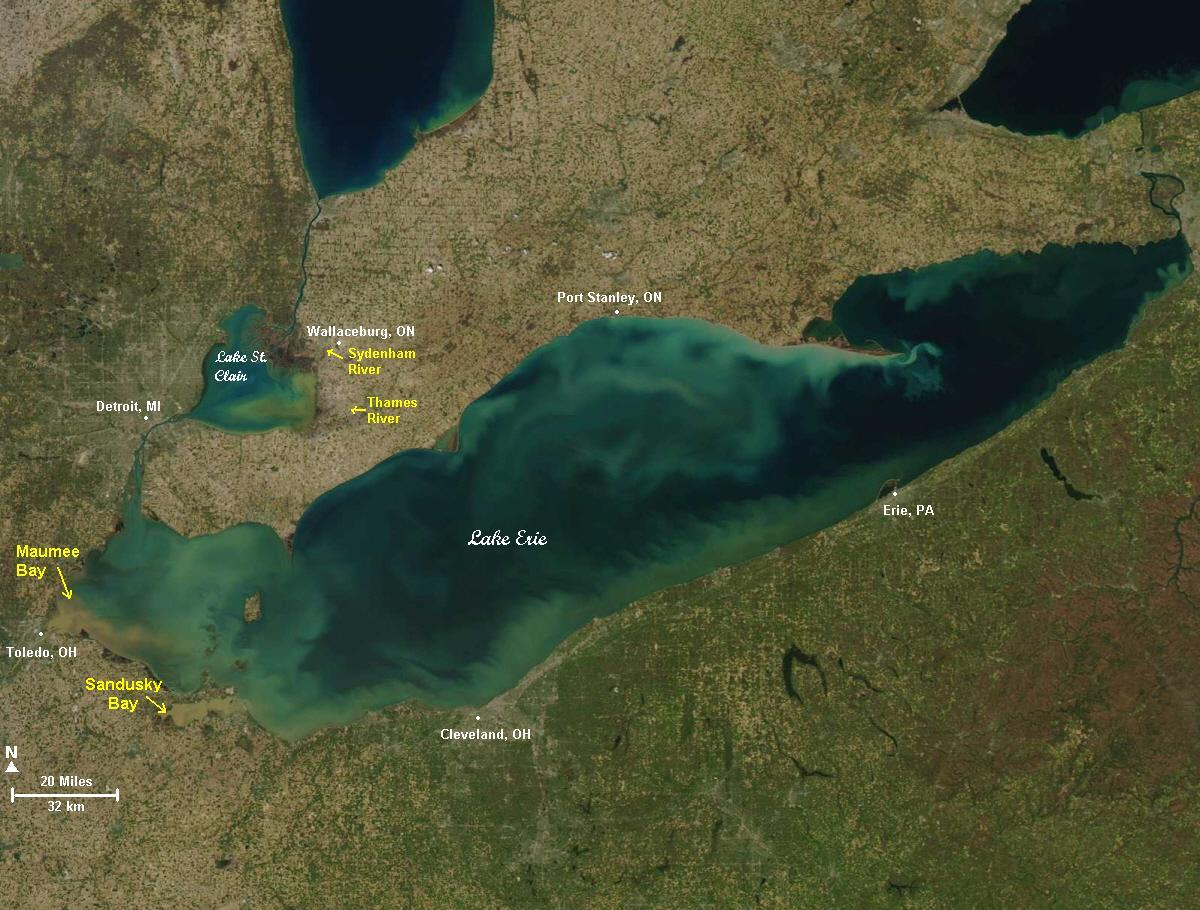 Port Stanley, ON
Wallaceburg, ON
Sydenham
River
Lake St.
Clair
Thames
River
Detroit, MI
Erie, PA
Lake Erie
Maumee
Bay
Toledo, OH
Sandusky
Bay
Cleveland, OH
N
20 Miles
32 km